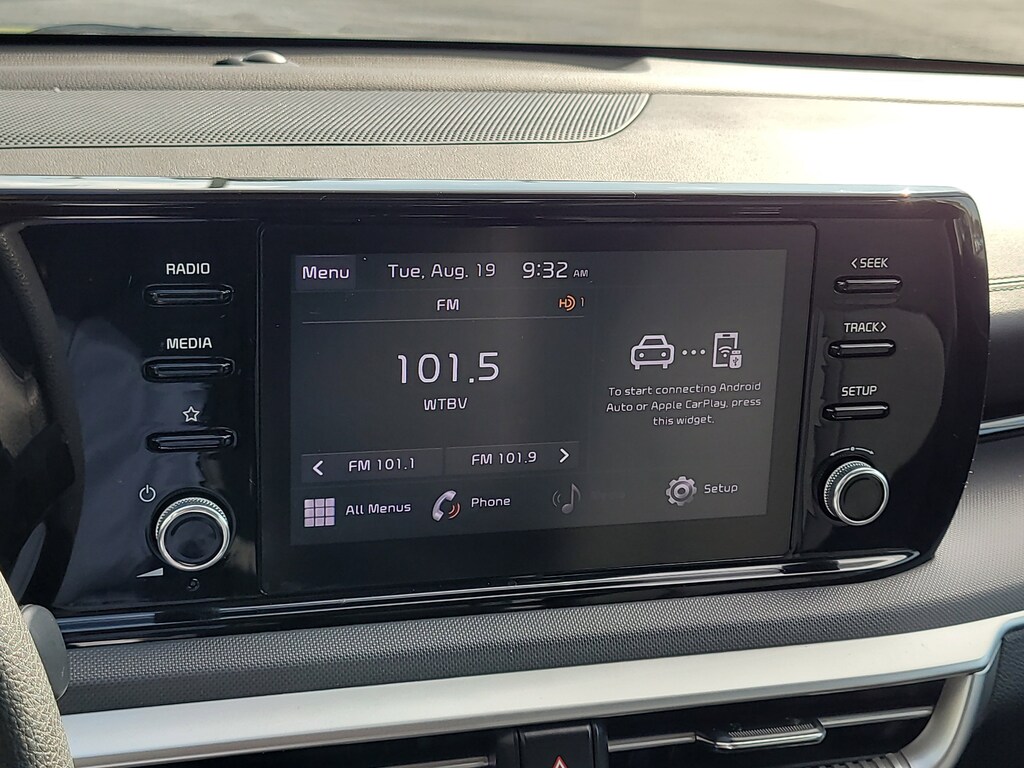 RADIO
MEDIA
Menu
Tue, Aug. 19 9:32 AM
FM HD 1
101.5
WTBV
< FM 101.1 FM 101.9 >
All Menus Phone Setup
To start connecting Android
Auto or Apple CarPlay, press
this widget.
< SEEK
TRACK >
SETUP